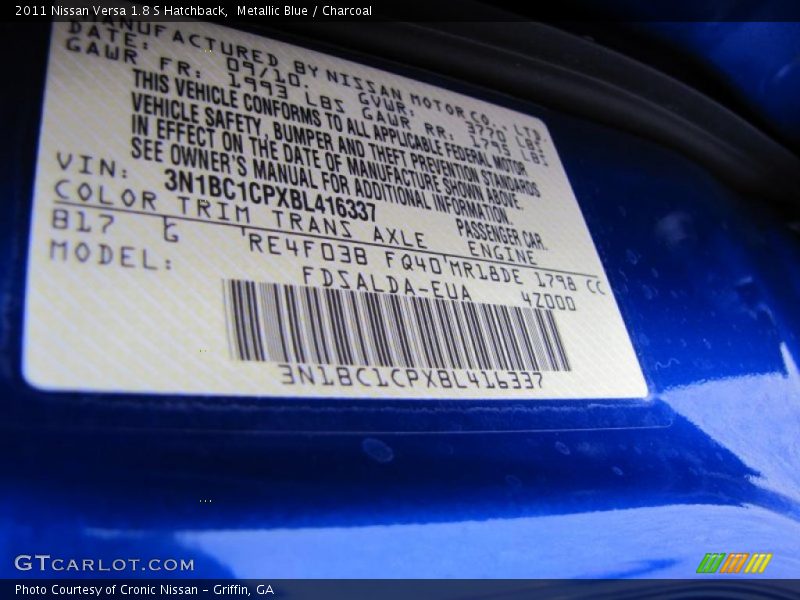 2011 Nissan Versa 1.8 S Hatchback,  Metallic Blue / Charcoal
MANUFACTURED BY NISSAN MOTOR CO., LTD.
DATE: 09/10. GVWR: 3770 LBS
GAWR FR: 1993 LBS GAWR RR: 1795 LBS
THIS VEHICLE CONFORMS TO ALL APPLICABLE FEDERAL MOTOR
VEHICLE SAFETY, BUMPER AND THEFT PREVENTION STANDARDS
IN EFFECT ON THE DATE OF MANUFACTURE SHOWN ABOVE.
SEE OWNER'S MANUAL FOR ADDITIONAL INFORMATION.
VIN: 3N1BC1CPXBL416337 PASSENGER CAR.
COLOR TRIM TRANS AXLE ENGINE
B17 G RE4F03B FQ40 MR18DE 1798 CC
MODEL: FDSALDA-EUA 4Z000
3N1BC1CPXBL416337
GTCARLOT.COM
Photo Courtesy of Cronic Nissan – Griffin, GA